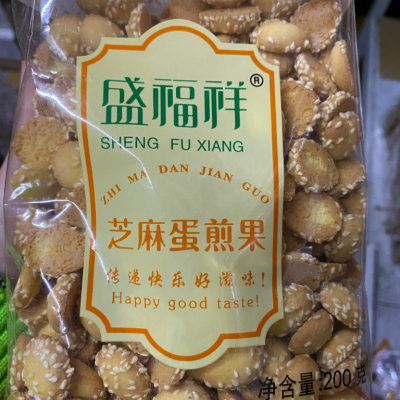 盛福祥®
SHENG FU XIANG
ZHI MA DAN JIAN GUO
芝麻蛋煎果
传递快乐好滋味!
Happy good taste!
净含量:200克